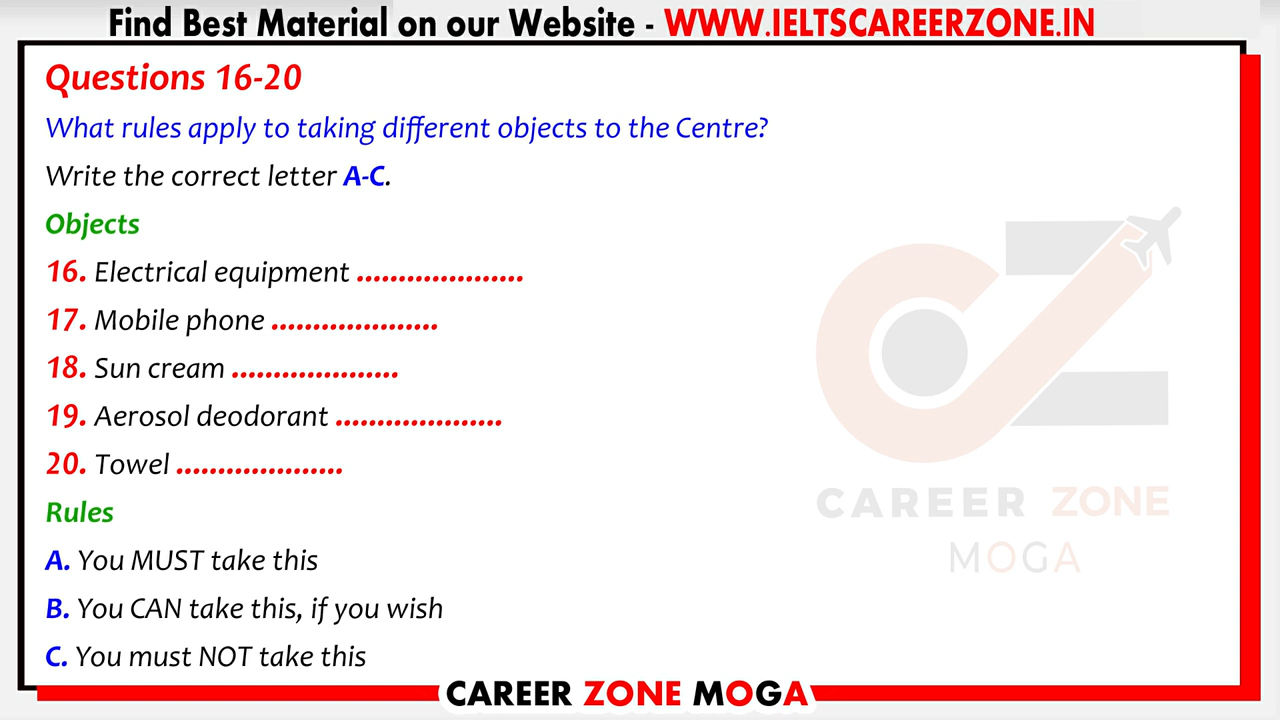 Find Best Material on our Website - WWW.IELTSCAREERZONE.IN
Questions 16-20
What rules apply to taking different objects to the Centre?
Write the correct letter A-C.
Objects
16. Electrical equipment ....................
17. Mobile phone ....................
18. Sun cream ....................
19. Aerosol deodorant ....................
20. Towel ....................
Rules
A. You MUST take this
B. You CAN take this, if you wish
C. You must NOT take this
CAREER ZONE
MOGA
CAREER ZONE MOGA